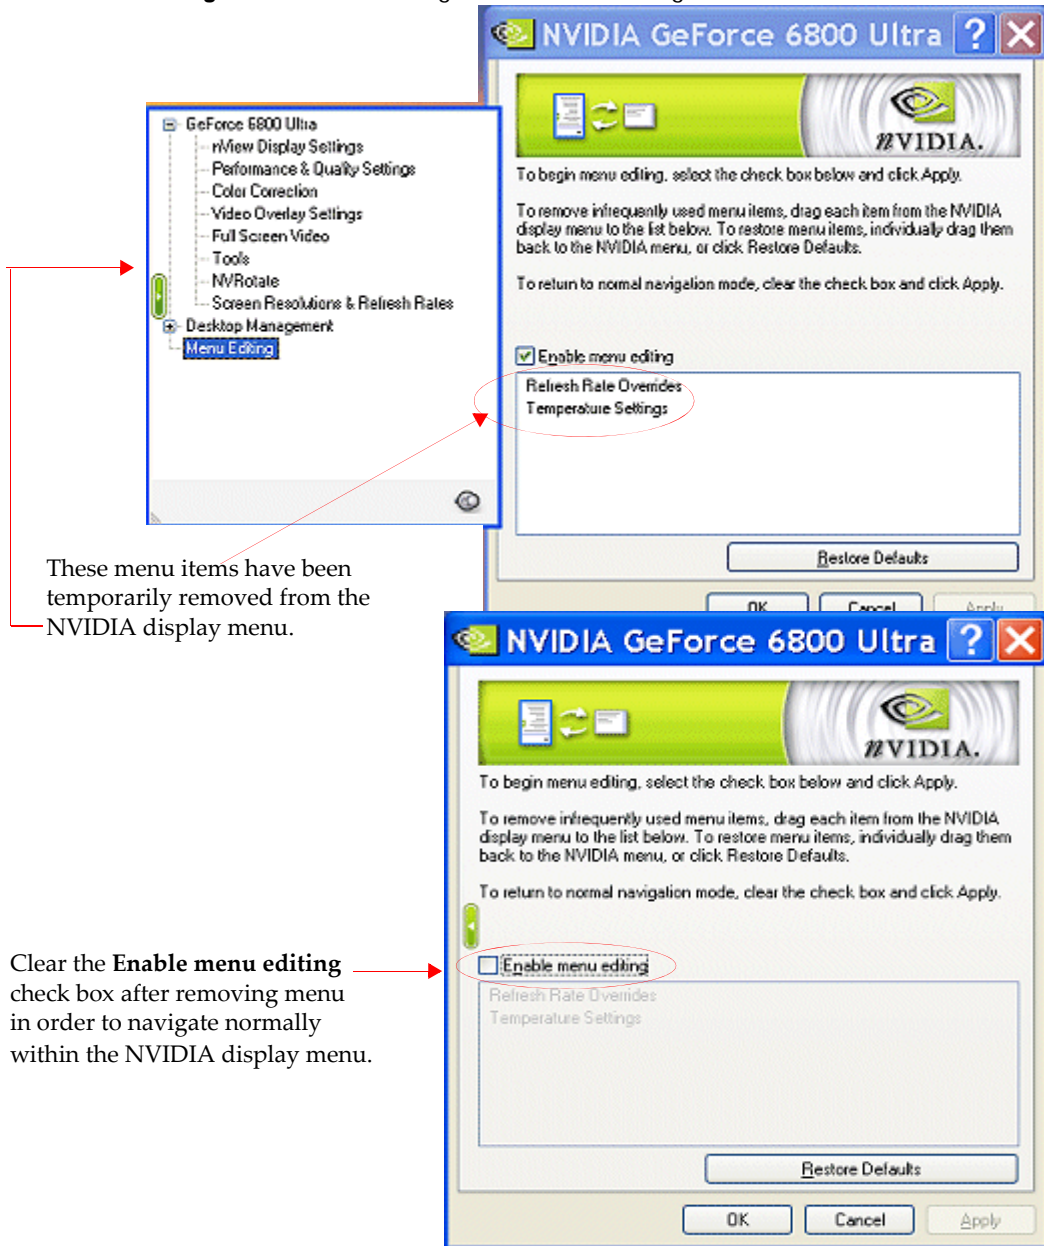 NVIDIA GeForce 6800 Ultra
NVIDIA.
To begin menu editing, select the check box below and click Apply.
To remove infrequently used menu items, drag each item from the NVIDIA
display menu to the list below. To restore menu items, individually drag them
back to the NVIDIA menu, or click Restore Defaults.
To return to normal navigation mode, clear the check box and click Apply.
Enable menu editing
Refresh Rate Overrides
Temperature Settings
Restore Defaults
OK Cancel Apply
GeForce 6800 Ultra
nView Display Settings
Performance & Quality Settings
Color Correction
Video Overlay Settings
Full Screen Video
Tools
NVRotate
Screen Resolutions & Refresh Rates
Desktop Management
Menu Editing
These menu items have been
temporarily removed from the
NVIDIA display menu.
NVIDIA GeForce 6800 Ultra
NVIDIA.
To begin menu editing, select the check box below and click Apply.
To remove infrequently used menu items, drag each item from the NVIDIA
display menu to the list below. To restore menu items, individually drag them
back to the NVIDIA menu, or click Restore Defaults.
To return to normal navigation mode, clear the check box and click Apply.
Enable menu editing
Refresh Rate Overrides
Temperature Settings
Restore Defaults
OK Cancel Apply
Clear the Enable menu editing
check box after removing menu
in order to navigate normally
within the NVIDIA display menu.